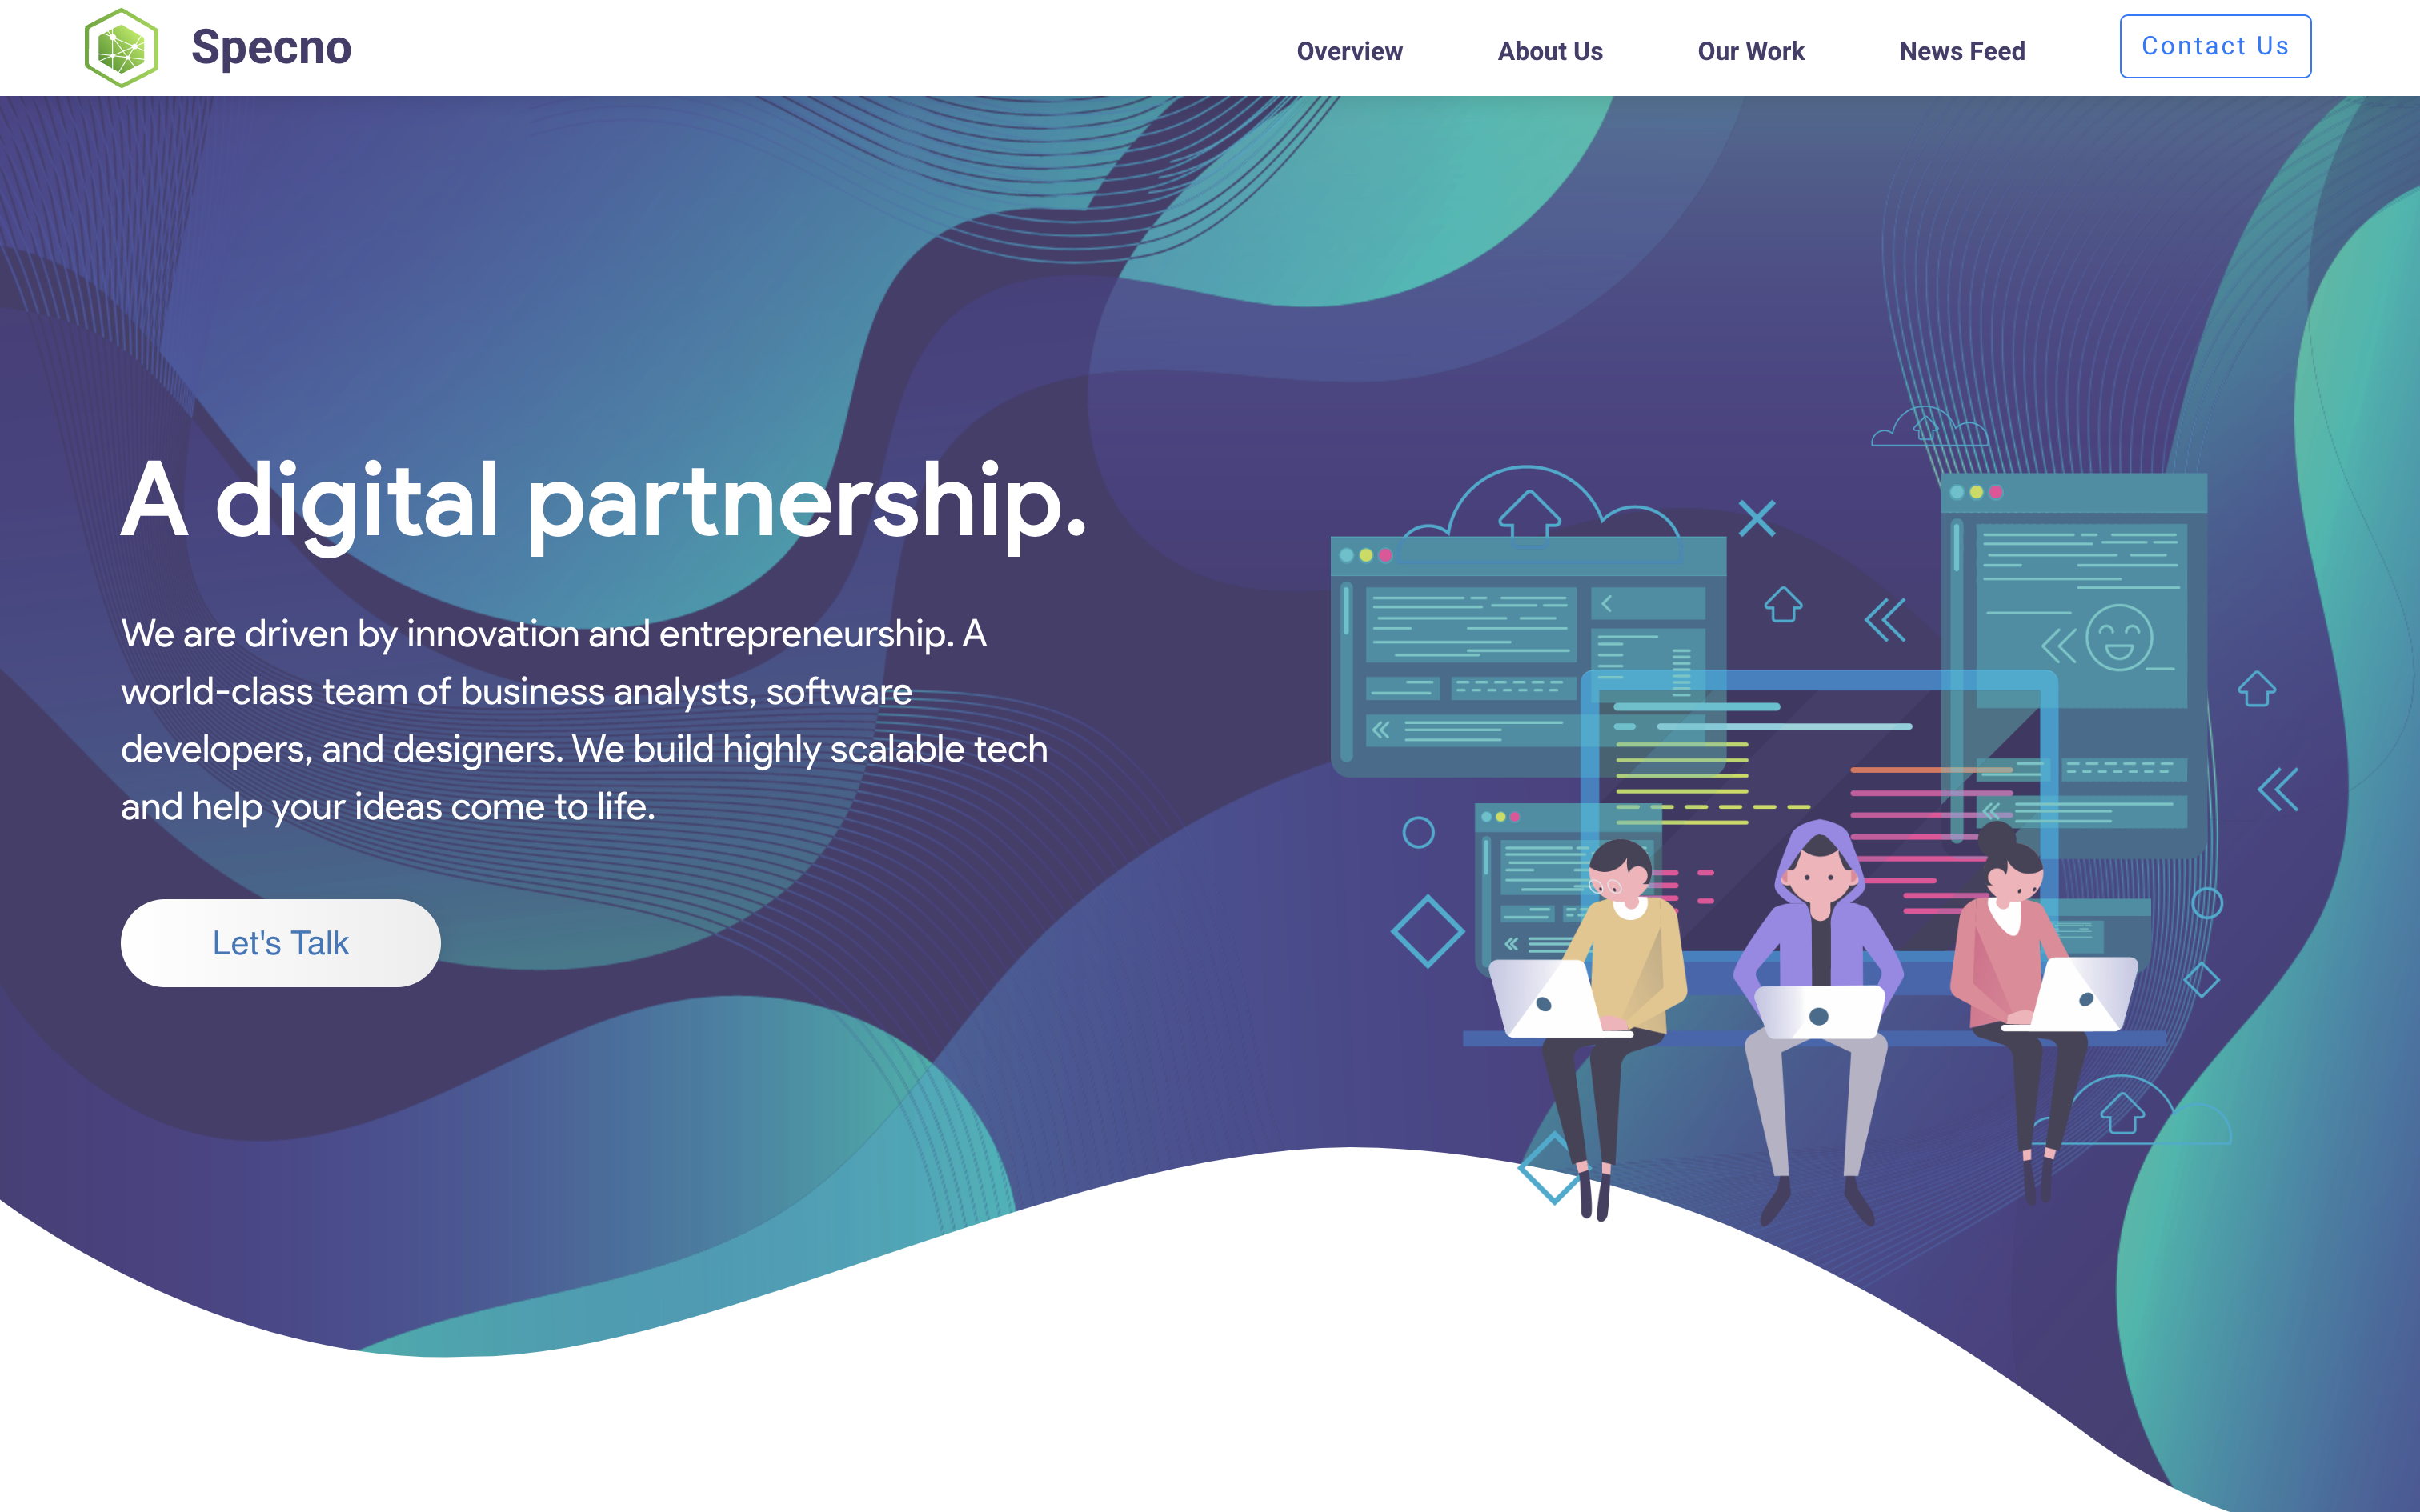 Specno
Overview
About Us
Our Work
News Feed
Contact Us
A digital partnership.
We are driven by innovation and entrepreneurship. A
world-class team of business analysts, software
developers, and designers. We build highly scalable tech
and help your ideas come to life.
Let's Talk